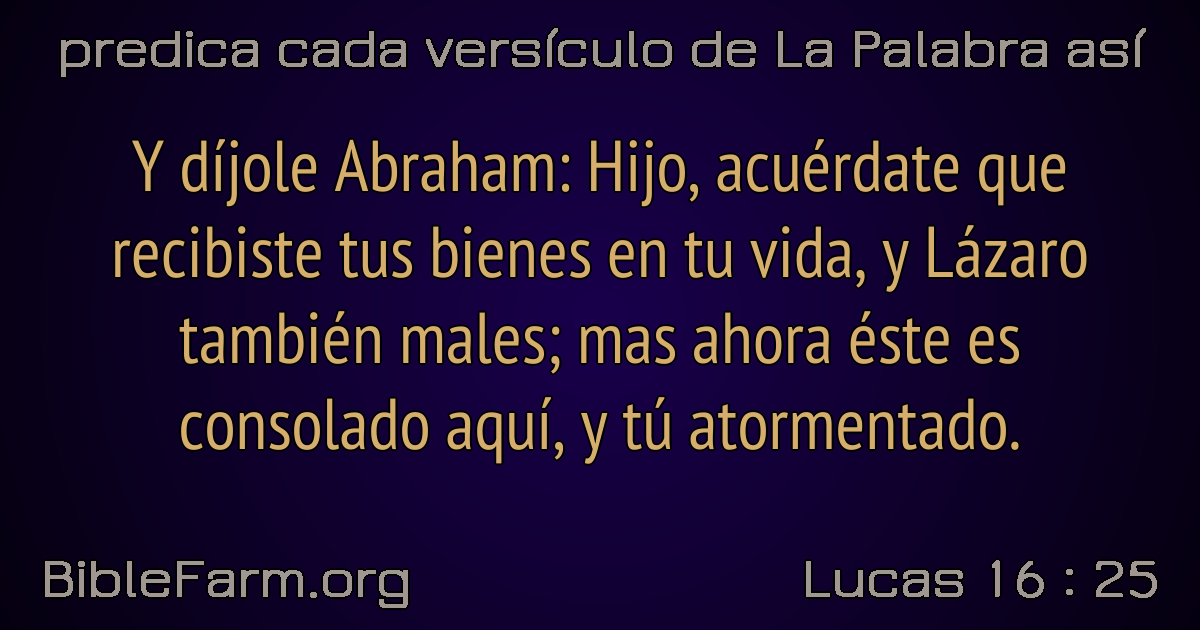 predica cada versículo de La Palabra así
Y díjole Abraham: Hijo, acuérdate que
recibiste tus bienes en tu vida, y Lázaro
también males; mas ahora éste es
consolado aquí, y tú atormentado.
BibleFarm.org
Lucas 16 : 25